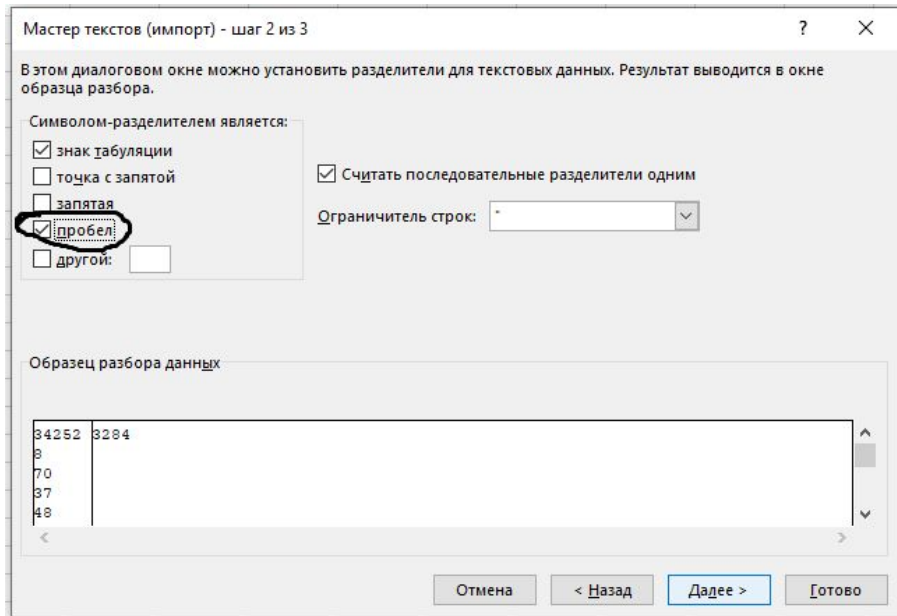 Мастер текстов (импорт) - шаг 2 из 3 ?
В этом диалоговом окне можно установить разделители для текстовых данных. Результат выводится в окне
образца разбора.
Символом-разделителем является:
знак табуляции
точка с запятой
запятая
пробел
другой:
Считать последовательные разделители одним
Ограничитель строк: "
Образец разбора данных
34252 3284
8
70
37
48
Отмена < Назад Далее > Готово